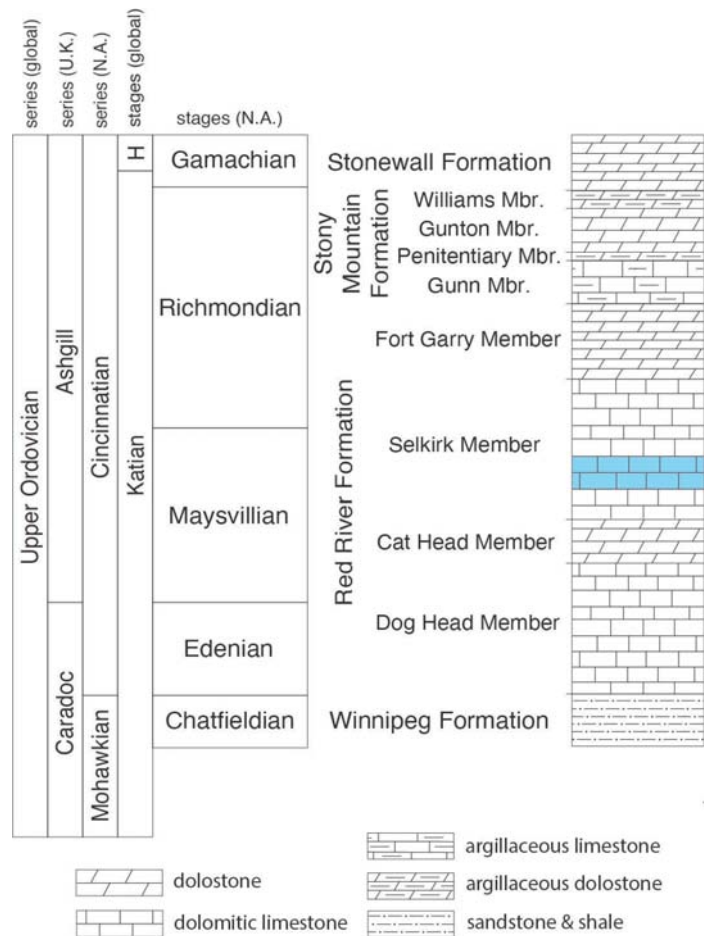 series (global)
series (U.K.)
series (N.A.)
stages (global)
stages (N.A.)
Upper Ordovician
Ashgill
Caradoc
Cincinnatian
Mohawkian
H
Katian
Gamachian
Richmondian
Maysvillian
Edenian
Chatfieldian
Stonewall Formation
Stony
Mountain
Formation
Williams Mbr.
Gunton Mbr.
Penitentiary Mbr.
Gunn Mbr.
Red River Formation
Fort Garry Member
Selkirk Member
Cat Head Member
Dog Head Member
Winnipeg Formation
dolostone
dolomitic limestone
argillaceous limestone
argillaceous dolostone
sandstone & shale